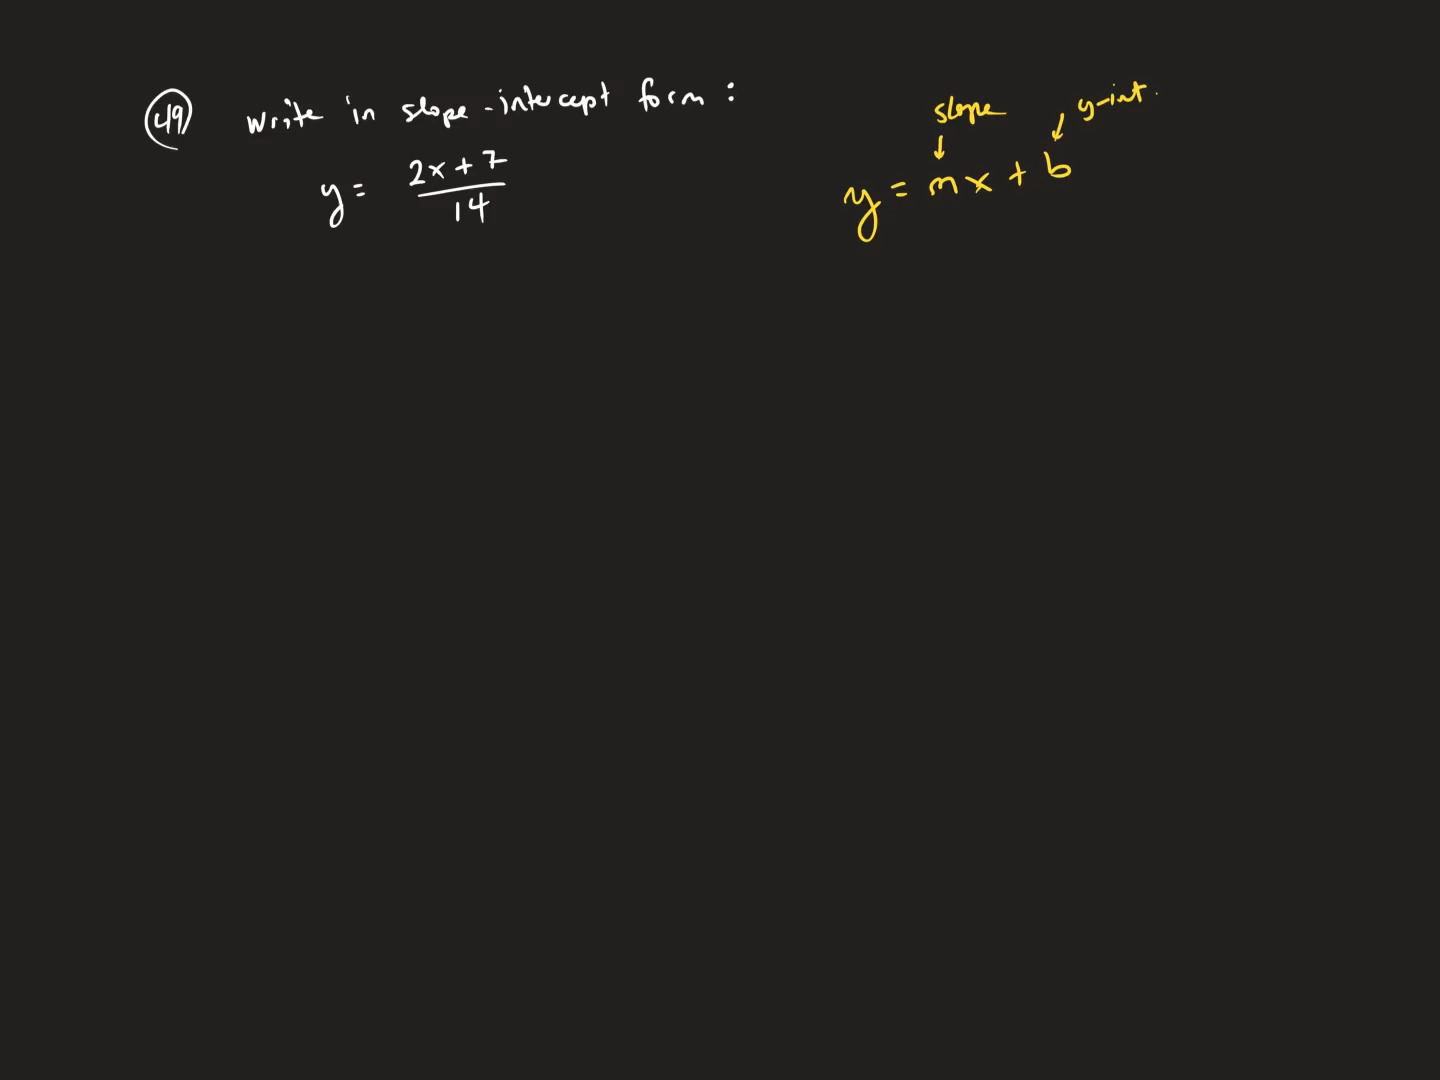 49 Write in slope-intercept form:
y = 2x + 7
14
slope y-int.
y = mx + b